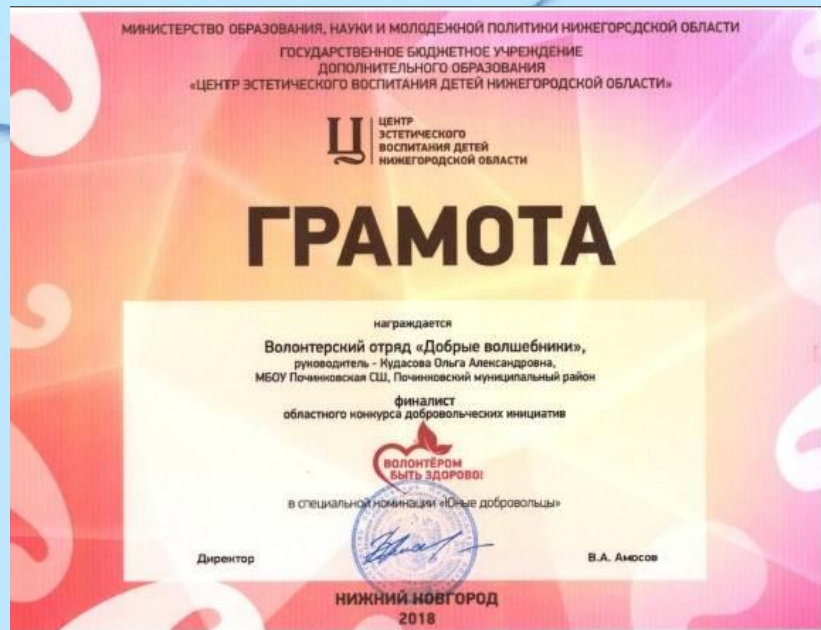 МИНИСТЕРСТВО ОБРАЗОВАНИЯ, НАУКИ И МОЛОДЕЖНОЙ ПОЛИТИКИ НИЖЕГОРОДСКОЙ ОБЛАСТИ
ГОСУДАРСТВЕННОЕ БЮДЖЕТНОЕ УЧРЕЖДЕНИЕ
ДОПОЛНИТЕЛЬНОГО ОБРАЗОВАНИЯ
«ЦЕНТР ЭСТЕТИЧЕСКОГО ВОСПИТАНИЯ ДЕТЕЙ НИЖЕГОРОДСКОЙ ОБЛАСТИ»
Ц
ЦЕНТР
ЭСТЕТИЧЕСКОГО
ВОСПИТАНИЯ ДЕТЕЙ
НИЖЕГОРОДСКОЙ ОБЛАСТИ
ГРАМОТА
награждается
Волонтерский отряд «Добрые волшебники»,
руководитель - Кудасова Ольга Александровна,
МБОУ Починковская СШ, Починковский муниципальный район
финалист
областного конкурса добровольческих инициатив
ВОЛОНТЁРОМ
БЫТЬ ЗДОРОВО!
в специальной номинации «Юные добровольцы»
Директор В.А. Амосов
НИЖНИЙ НОВГОРОД
2018